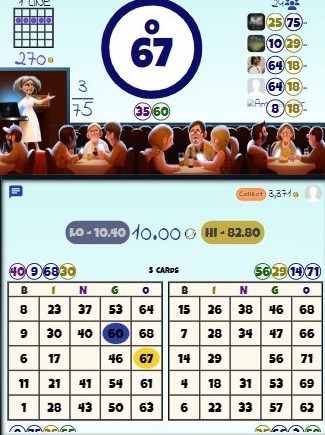 1 LINE
270
3
75
O
67
35 60
24
25 75
10 29
64 18
64 18
8 18
Collect 3,371
LO - 10.40 10.00 HI - 82.80
40 9 68 30
3 CARDS
56 29 14 71
B I N G O
8 23 37 53 64
9 30 40 60 68
6 17 46 67
11 21 41 54 61
1 28 43 50 63
B I N G O
15 26 38 46 68
7 28 34 47 66
14 29 56 71
4 18 31 53 69
6 22 33 57 62